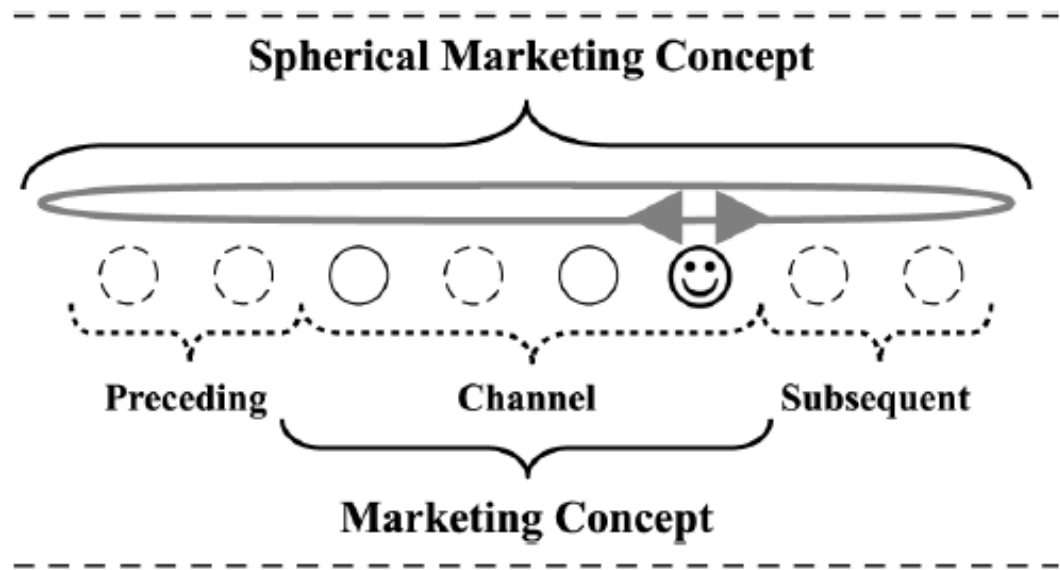 Spherical Marketing Concept
Preceding
Channel
Subsequent
Marketing Concept